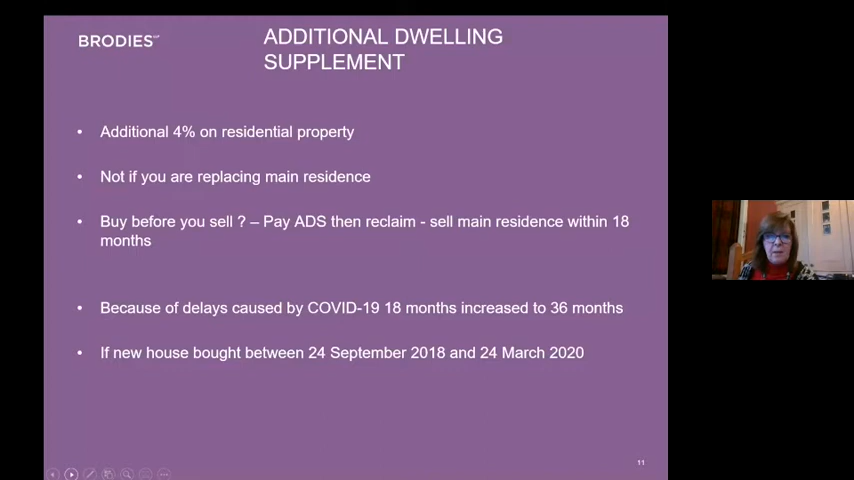 BRODIES LLP
ADDITIONAL DWELLING
SUPPLEMENT
• Additional 4% on residential property
• Not if you are replacing main residence
• Buy before you sell ? – Pay ADS then reclaim - sell main residence within 18
months
• Because of delays caused by COVID-19 18 months increased to 36 months
• If new house bought between 24 September 2018 and 24 March 2020
11